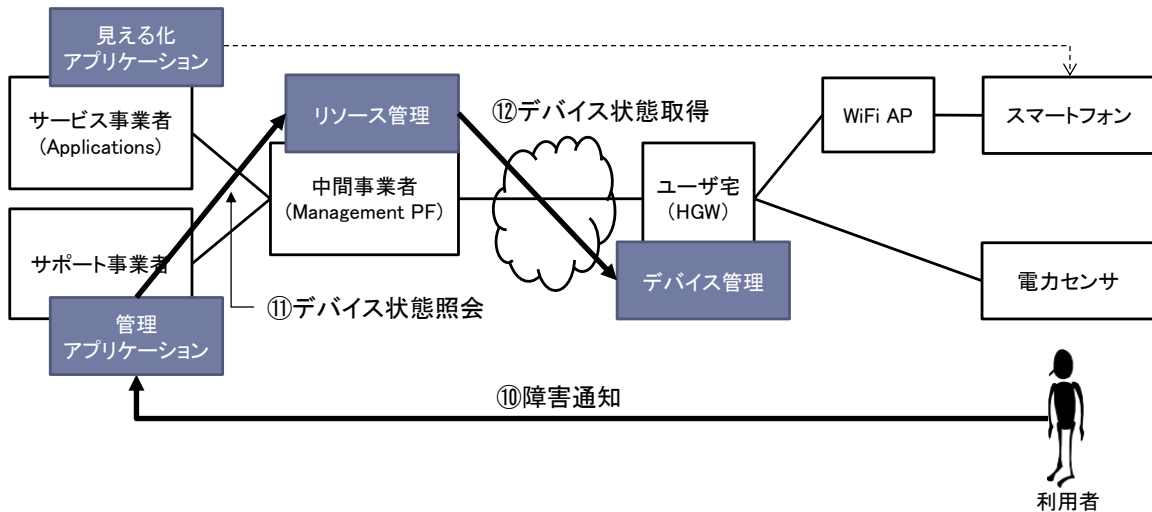 見える化
アプリケーション
サービス事業者
(Applications)
リソース管理
⑫デバイス状態取得
WiFi AP
スマートフォン
中間事業者
(Management PF)
ユーザ宅
(HGW)
サポート事業者
デバイス管理
電力センサ
⑪デバイス状態照会
管理
アプリケーション
⑩障害通知
利用者